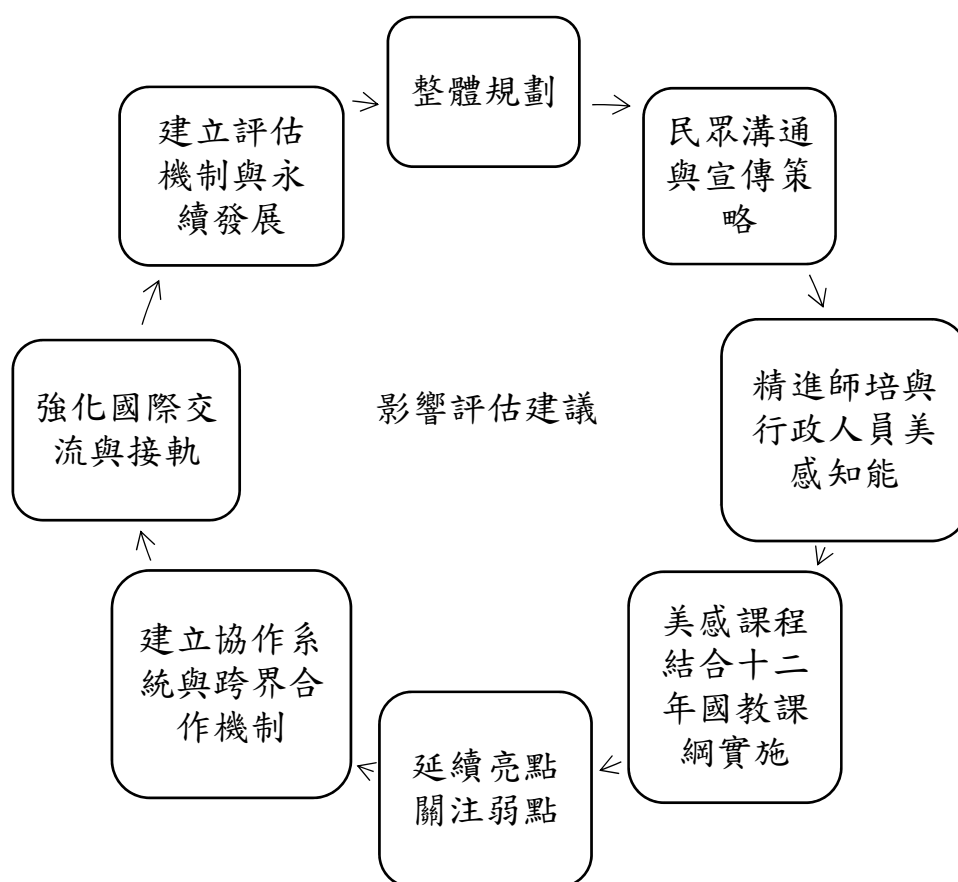 整體規劃
民眾溝通
與宣傳策
略
精進師培與
行政人員美
感知能
美感課程
結合十二
年國教課
綱實施
延續亮點
關注弱點
建立協作系
統與跨界合
作機制
強化國際交
流與接軌
建立評估
機制與永
續發展
影響評估建議